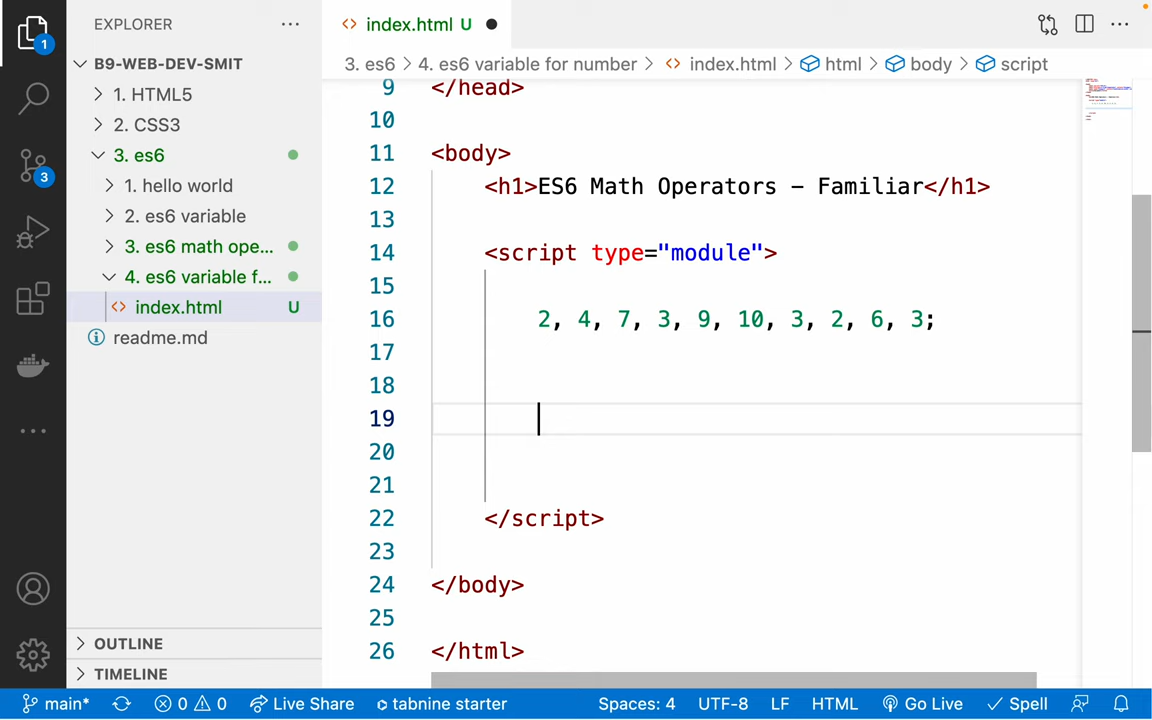 EXPLORER
B9-WEB-DEV-SMIT
1. HTML5
2. CSS3
3. es6
1. hello world
2. es6 variable
3. es6 math ope...
4. es6 variable f...
index.html U
readme.md
OUTLINE
TIMELINE
1
3
index.html U
3. es6 4. es6 variable for number index.html html body script
9 </head>
10
11 <body>
12 <h1>ES6 Math Operators - Familiar</h1>
13
14 <script type="module">
15
16 2, 4, 7, 3, 9, 10, 3, 2, 6, 3;
17
18
19
20
21
22 </script>
23
24 </body>
25
26 </html>
main* 0 0 Live Share tabnine starter Spaces: 4 UTF-8 LF HTML Go Live Spell